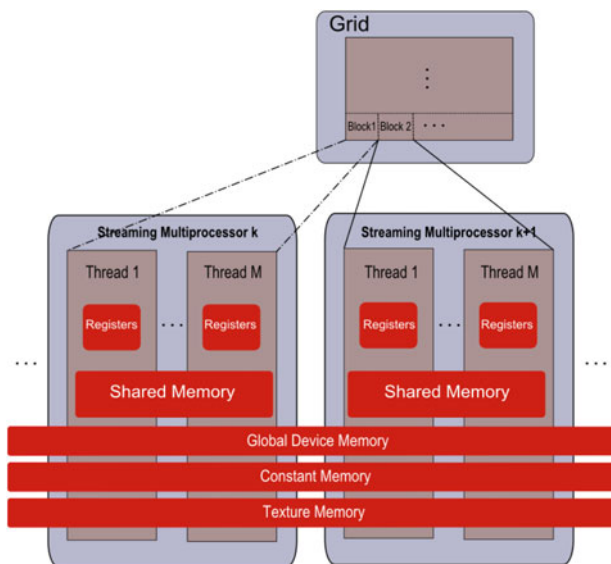 Grid
Block1 Block 2 ...
Streaming Multiprocessor k
Streaming Multiprocessor k+1
Thread 1
Thread M
Thread 1
Thread M
Registers
...
Registers
Registers
...
Registers
...
...
Shared Memory
Shared Memory
Global Device Memory
Constant Memory
Texture Memory